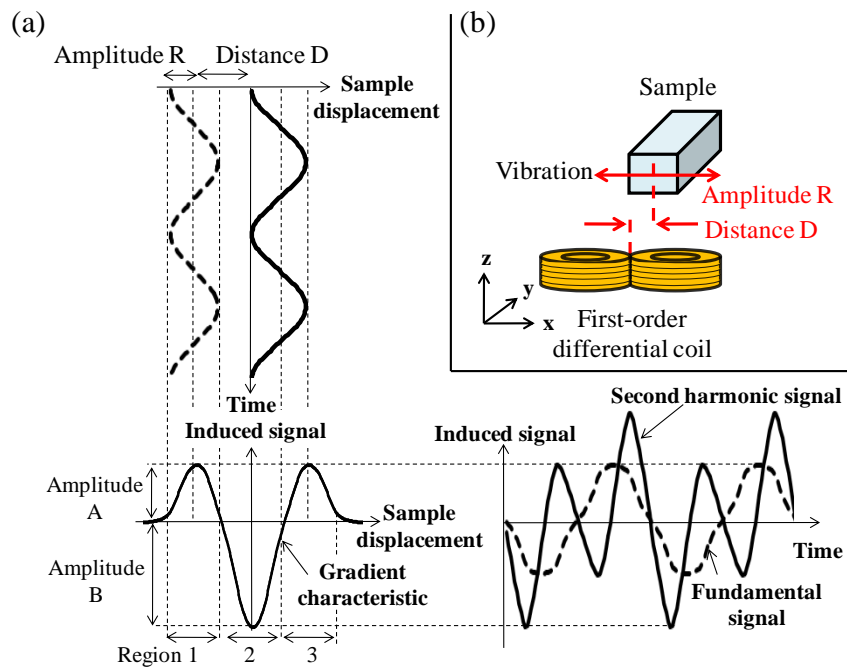 (a)
Amplitude R
Distance D
Sample
displacement
Time
Induced signal
Amplitude
A
Amplitude
B
Sample
displacement
Gradient
characteristic
Region 1
2
3
(b)
Sample
Vibration
Amplitude R
Distance D
z
y
x
First-order
differential coil
Second harmonic signal
Induced signal
Time
Fundamental
signal